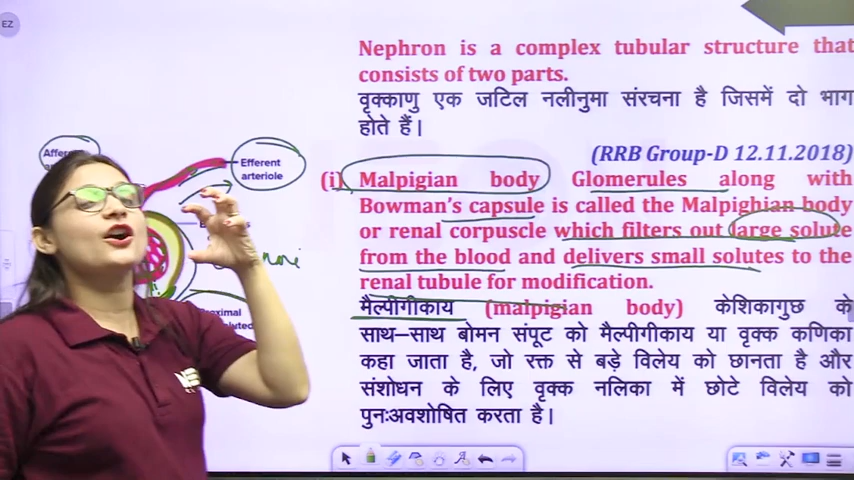 EZ
Nephron is a complex tubular structure that
consists of two parts.
वृक्काणु एक जटिल नलीनुमा संरचना है जिसमें दो भाग
होते हैं।
(RRB Group-D 12.11.2018)
(i) Malpigian body Glomerules along with
Bowman's capsule is called the Malpighian body
or renal corpuscle which filters out large solute
from the blood and delivers small solutes to the
renal tubule for modification.
मैल्पीगीकाय (malpigian body) केशिकागुछ के
साथ–साथ बोमन संपूट को मैल्पीगीकाय या वृक्क कणिका
कहा जाता है, जो रक्त से बड़े विलेय को छानता है और
संशोधन के लिए वृक्क नलिका में छोटे विलेय को
पुनःअवशोषित करता है।
Efferent
arteriole